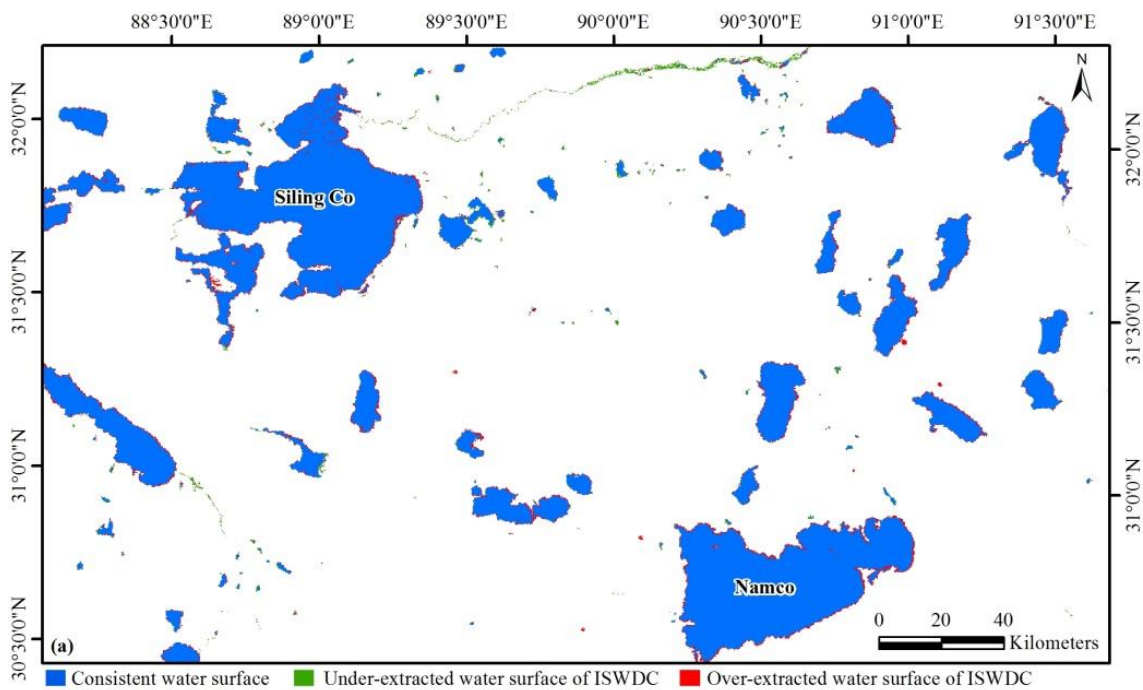 88°30'0"E 89°0'0"E 89°30'0"E 90°0'0"E 90°30'0"E 91°0'0"E 91°30'0"E
N
32°0'0"N
32°0'0"N
Siling Co
31°30'0"N
31°30'0"N
31°0'0"N
31°0'0"N
Namco
0 20 40
Kilometers
30°30'0"N
(a)
Consistent water surface Under-extracted water surface of ISWDC Over-extracted water surface of ISWDC